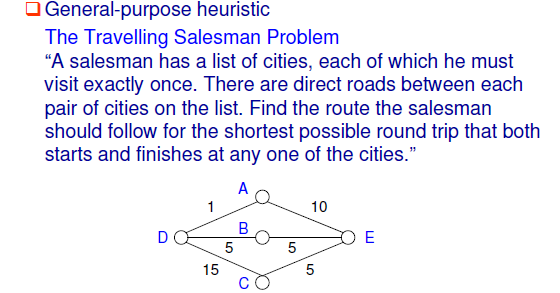 General-purpose heuristic
The Travelling Salesman Problem
“A salesman has a list of cities, each of which he must
visit exactly once. There are direct roads between each
pair of cities on the list. Find the route the salesman
should follow for the shortest possible round trip that both
starts and finishes at any one of the cities.”
A
1 10
B
D E
5 5
15 5
C